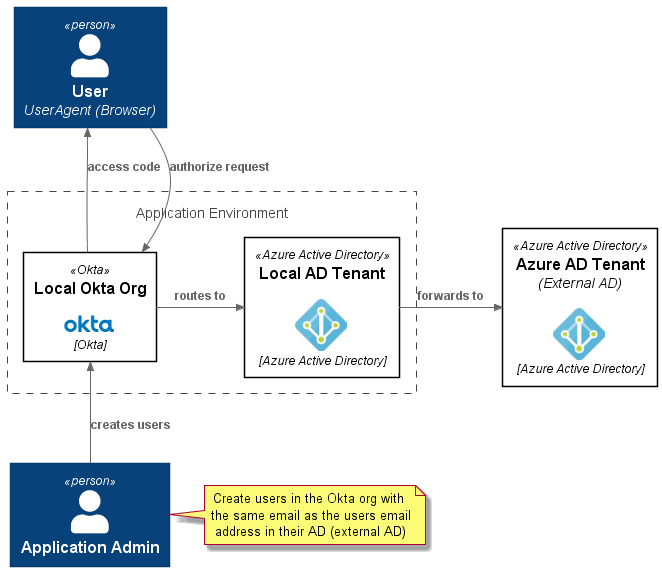 «person»
User
UserAgent (Browser)
access code
authorize request
Application Environment
«Okta»
Local Okta Org
okta
[Okta]
routes to
«Azure Active Directory»
Local AD Tenant
[Azure Active Directory]
forwards to
«Azure Active Directory»
Azure AD Tenant
(External AD)
[Azure Active Directory]
creates users
«person»
Application Admin
Create users in the Okta org with
the same email as the users email
address in their AD (external AD)